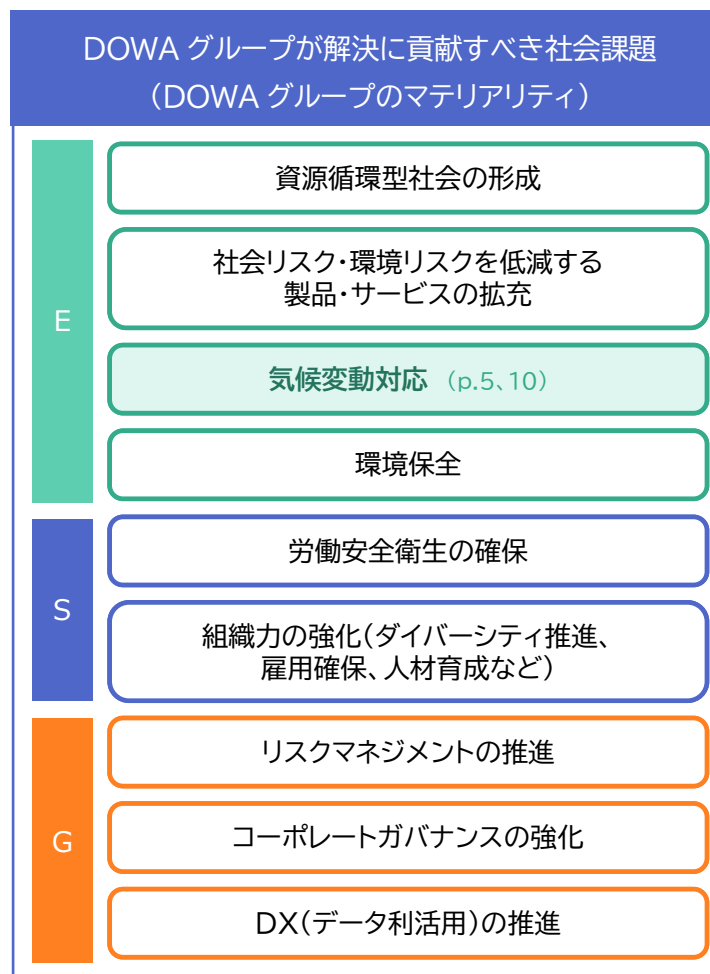 DOWA グループが解決に貢献すべき社会課題
（DOWA グループのマテリアリティ）
E
資源循環型社会の形成
社会リスク・環境リスクを低減する
製品・サービスの拡充
気候変動対応 （p.5、10）
環境保全
S
労働安全衛生の確保
組織力の強化（ダイバーシティ推進、
雇用確保、人材育成など）
G
リスクマネジメントの推進
コーポレートガバナンスの強化
DX（データ利活用）の推進